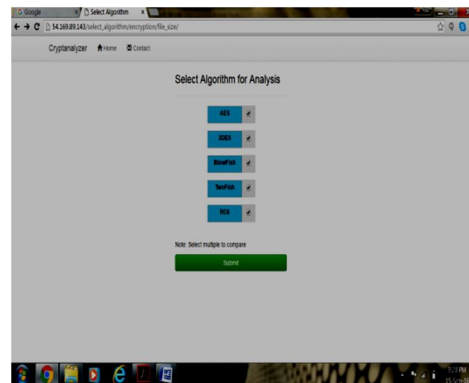 Google
Select Algorithm
54.169.89.143/select_algorithm/encryption/file_size/
Cryptanalyzer Home Contact
Select Algorithm for Analysis
AES
3DES
BlowFish
TwoFish
Note: Select multiple to compare
Submit